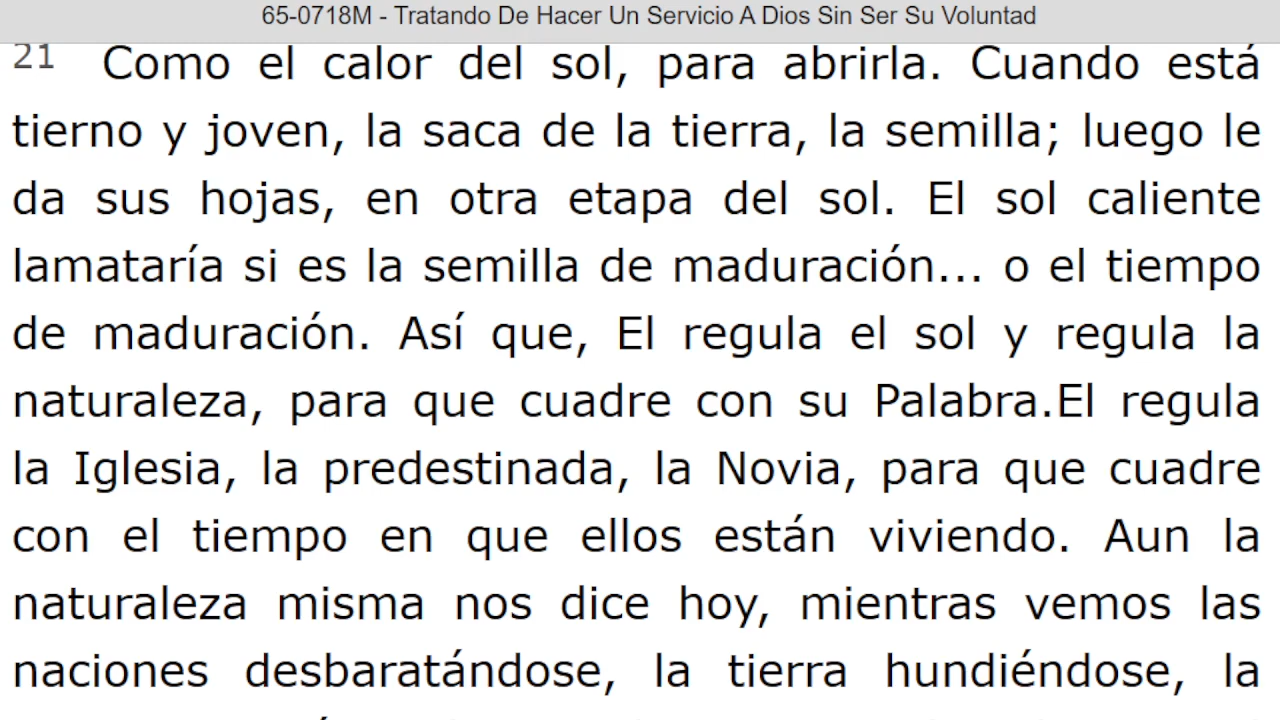 65-0718M - Tratando De Hacer Un Servicio A Dios Sin Ser Su Voluntad
21 Como el calor del sol, para abrirla. Cuando está
tierno y joven, la saca de la tierra, la semilla; luego le
da sus hojas, en otra etapa del sol. El sol caliente
lamataría si es la semilla de maduración... o el tiempo
de maduración. Así que, El regula el sol y regula la
naturaleza, para que cuadre con su Palabra.El regula
la Iglesia, la predestinada, la Novia, para que cuadre
con el tiempo en que ellos están viviendo. Aun la
naturaleza misma nos dice hoy, mientras vemos las
naciones desbaratándose, la tierra hundiéndose, la